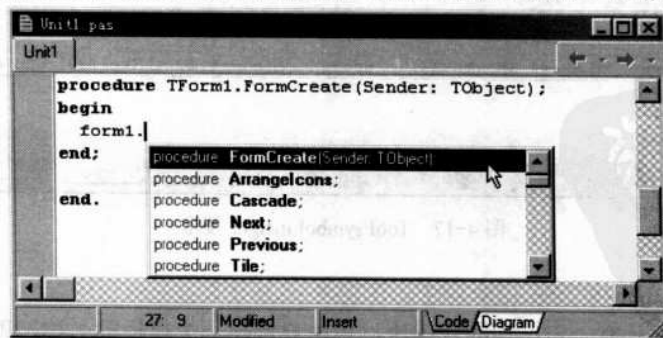 Unit1.pas
Unit1
procedure TForm1.FormCreate(Sender: TObject);
begin
form1.
end;
procedure FormCreate(Sender: TObject);
procedure ArrangeIcons;
end.
procedure Cascade;
procedure Next;
procedure Previous;
procedure Tile;
27: 9 Modified Insert Code Diagram